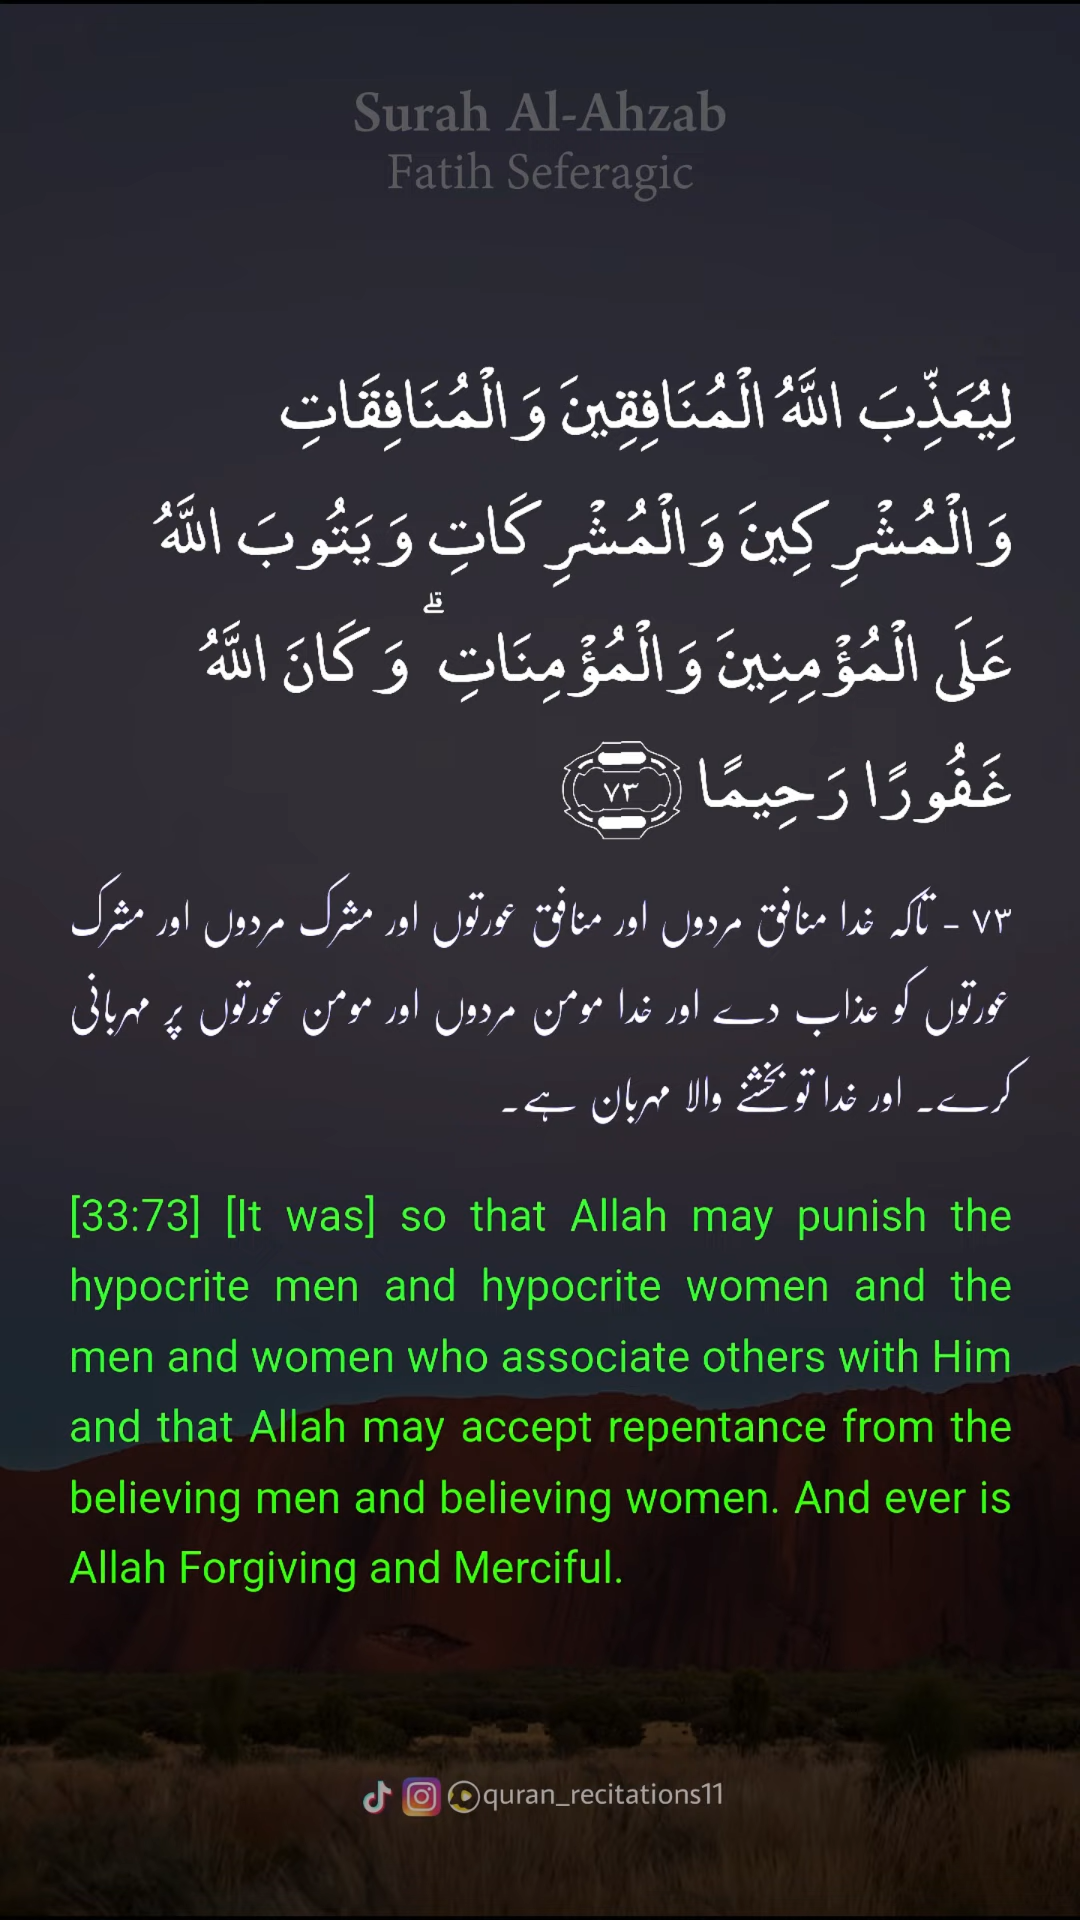 Surah Al-Ahzab
Fatih Seferagic
لِيُعَذِّبَ اللَّهُ الْمُنَافِقِينَ وَالْمُنَافِقَاتِ
وَالْمُشْرِكِينَ وَالْمُشْرِكَاتِ وَيَتُوبَ اللَّهُ
عَلَى الْمُؤْمِنِينَ وَالْمُؤْمِنَاتِ ۗ وَكَانَ اللَّهُ
غَفُورًا رَحِيمًا ٧٣
٧٣ - تاکہ خدا منافق مردوں اور منافق عورتوں اور مشرک مردوں اور مشرک
عورتوں کو عذاب دے اور خدا مومن مردوں اور مومن عورتوں پر مہربانی
کرے۔ اور خدا تو بخشنے والا مہربان ہے۔
[33:73] [It was] so that Allah may punish the
hypocrite men and hypocrite women and the
men and women who associate others with Him
and that Allah may accept repentance from the
believing men and believing women. And ever is
Allah Forgiving and Merciful.
quran_recitations11